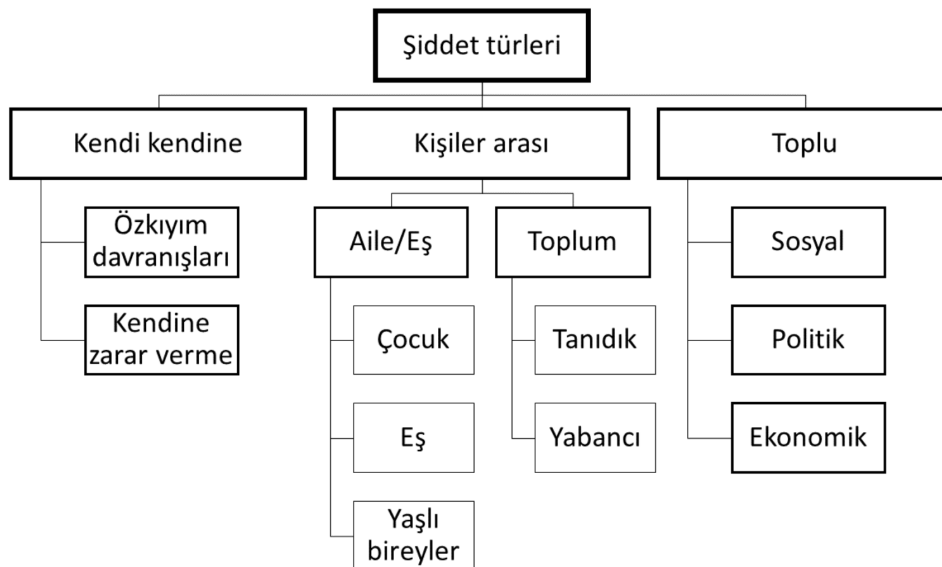 Şiddet türleri
Kendi kendine
Özkıyım
davranışları
Kendine
zarar verme
Kişiler arası
Aile/Eş
Çocuk
Eş
Yaşlı
bireyler
Toplum
Tanıdık
Yabancı
Toplu
Sosyal
Politik
Ekonomik